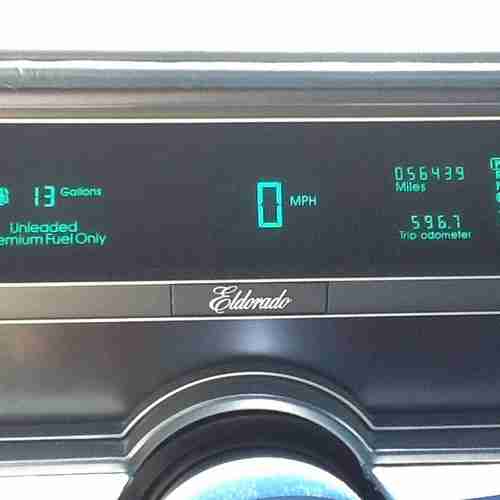 13 Gallons
Unleaded
emium Fuel Only
0 MPH
056439
Miles
596.7
Trip odometer
Eldorado